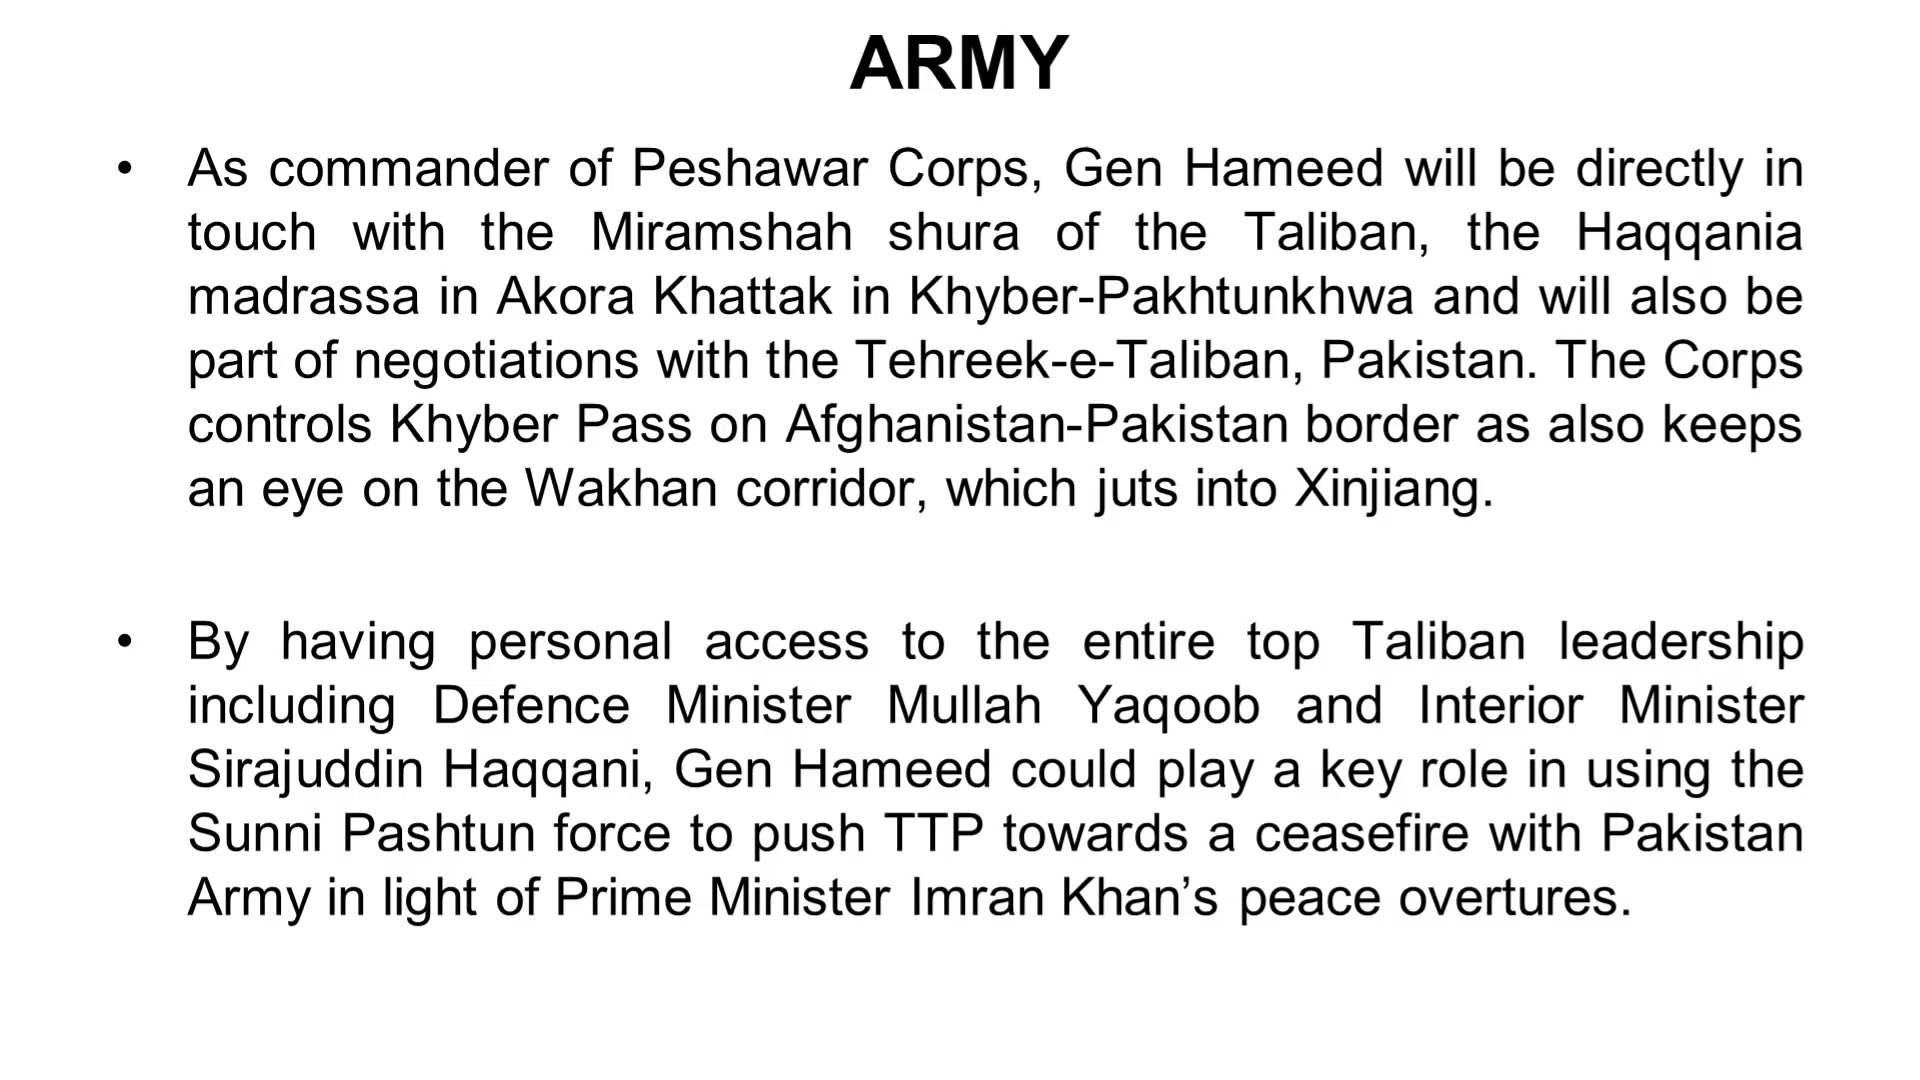 ARMY
• As commander of Peshawar Corps, Gen Hameed will be directly in
touch with the Miramshah shura of the Taliban, the Haqqania
madrassa in Akora Khattak in Khyber-Pakhtunkhwa and will also be
part of negotiations with the Tehreek-e-Taliban, Pakistan. The Corps
controls Khyber Pass on Afghanistan-Pakistan border as also keeps
an eye on the Wakhan corridor, which juts into Xinjiang.
• By having personal access to the entire top Taliban leadership
including Defence Minister Mullah Yaqoob and Interior Minister
Sirajuddin Haqqani, Gen Hameed could play a key role in using the
Sunni Pashtun force to push TTP towards a ceasefire with Pakistan
Army in light of Prime Minister Imran Khan’s peace overtures.